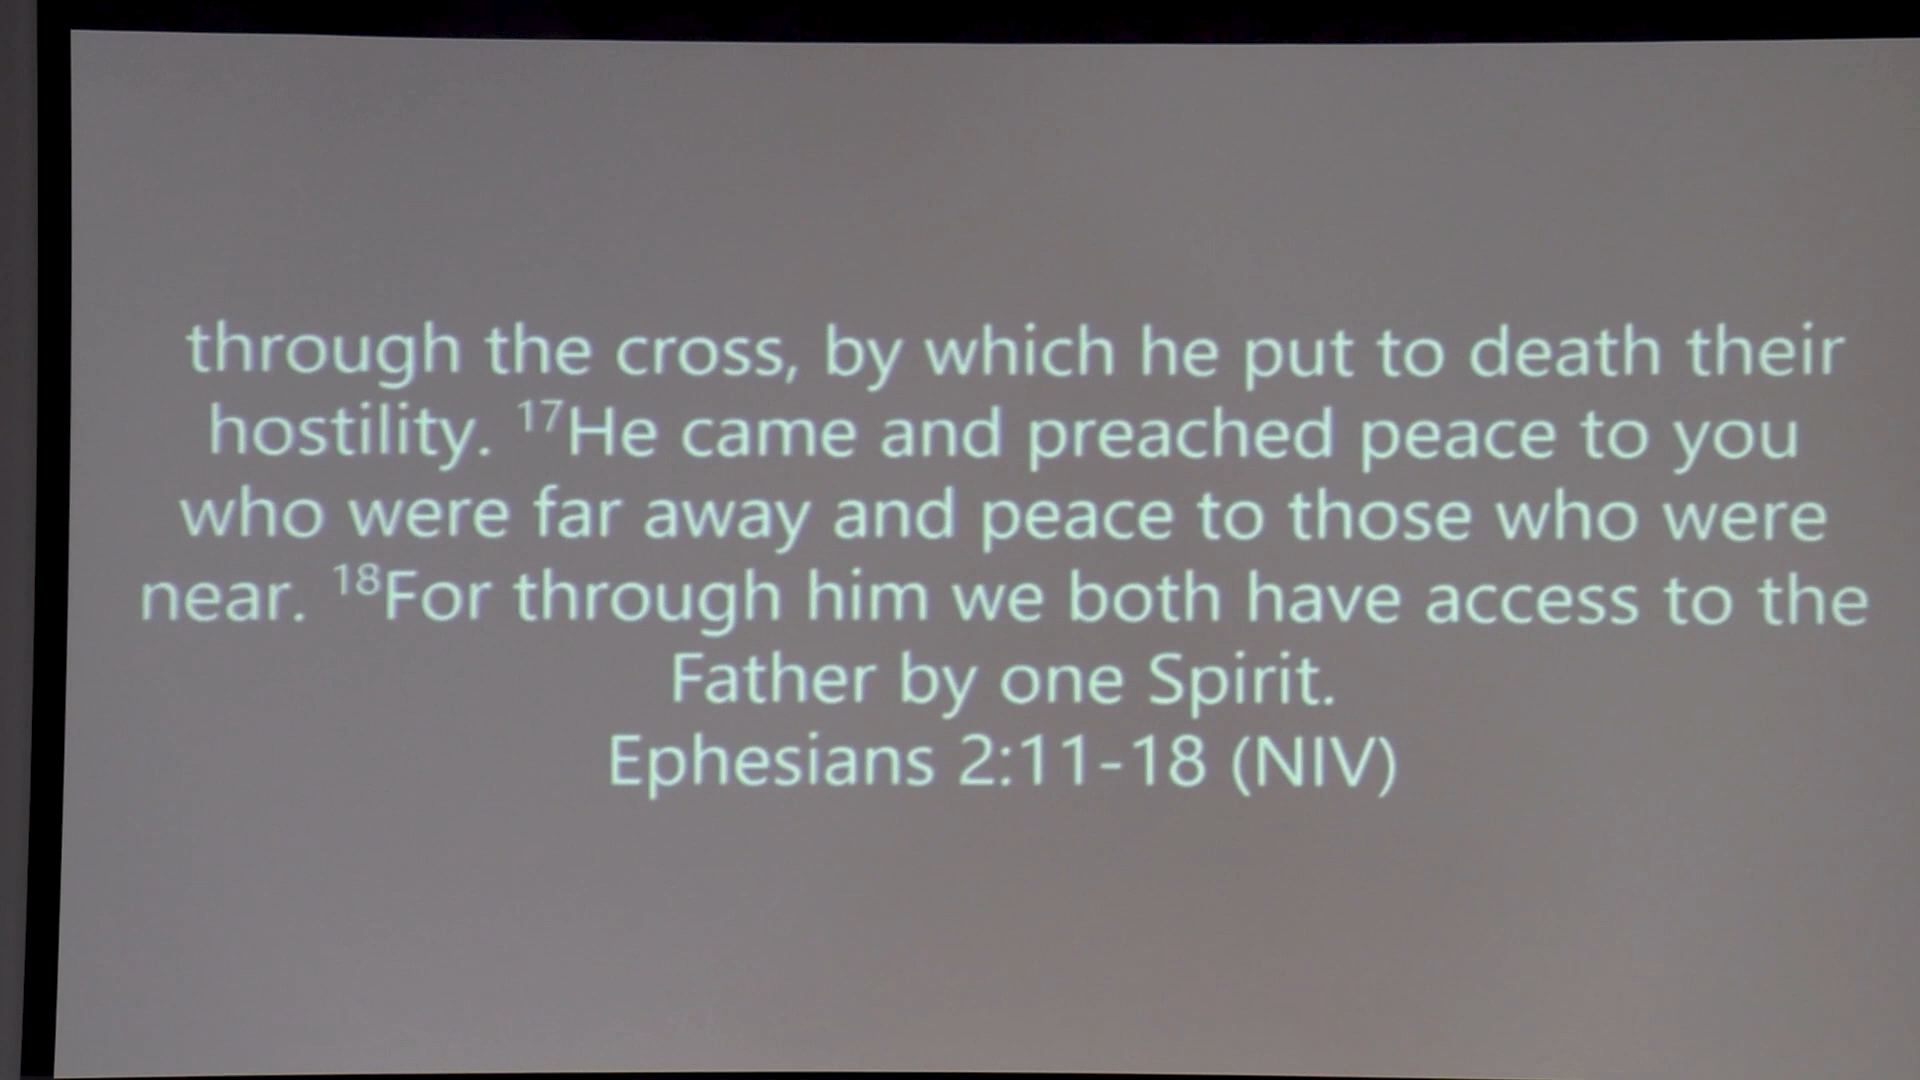 through the cross, by which he put to death their
hostility. ¹⁷He came and preached peace to you
who were far away and peace to those who were
near. ¹⁸For through him we both have access to the
Father by one Spirit.
Ephesians 2:11-18 (NIV)